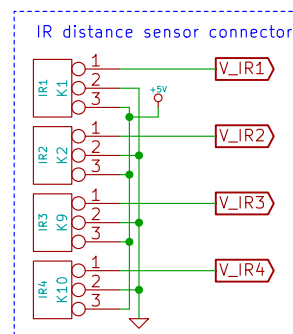 IR distance sensor connector
IR1
K1
1
2
3
+5V
V_IR1
IR2
K2
1
2
3
V_IR2
IR3
K9
1
2
3
V_IR3
IR4
K10
1
2
3
V_IR4